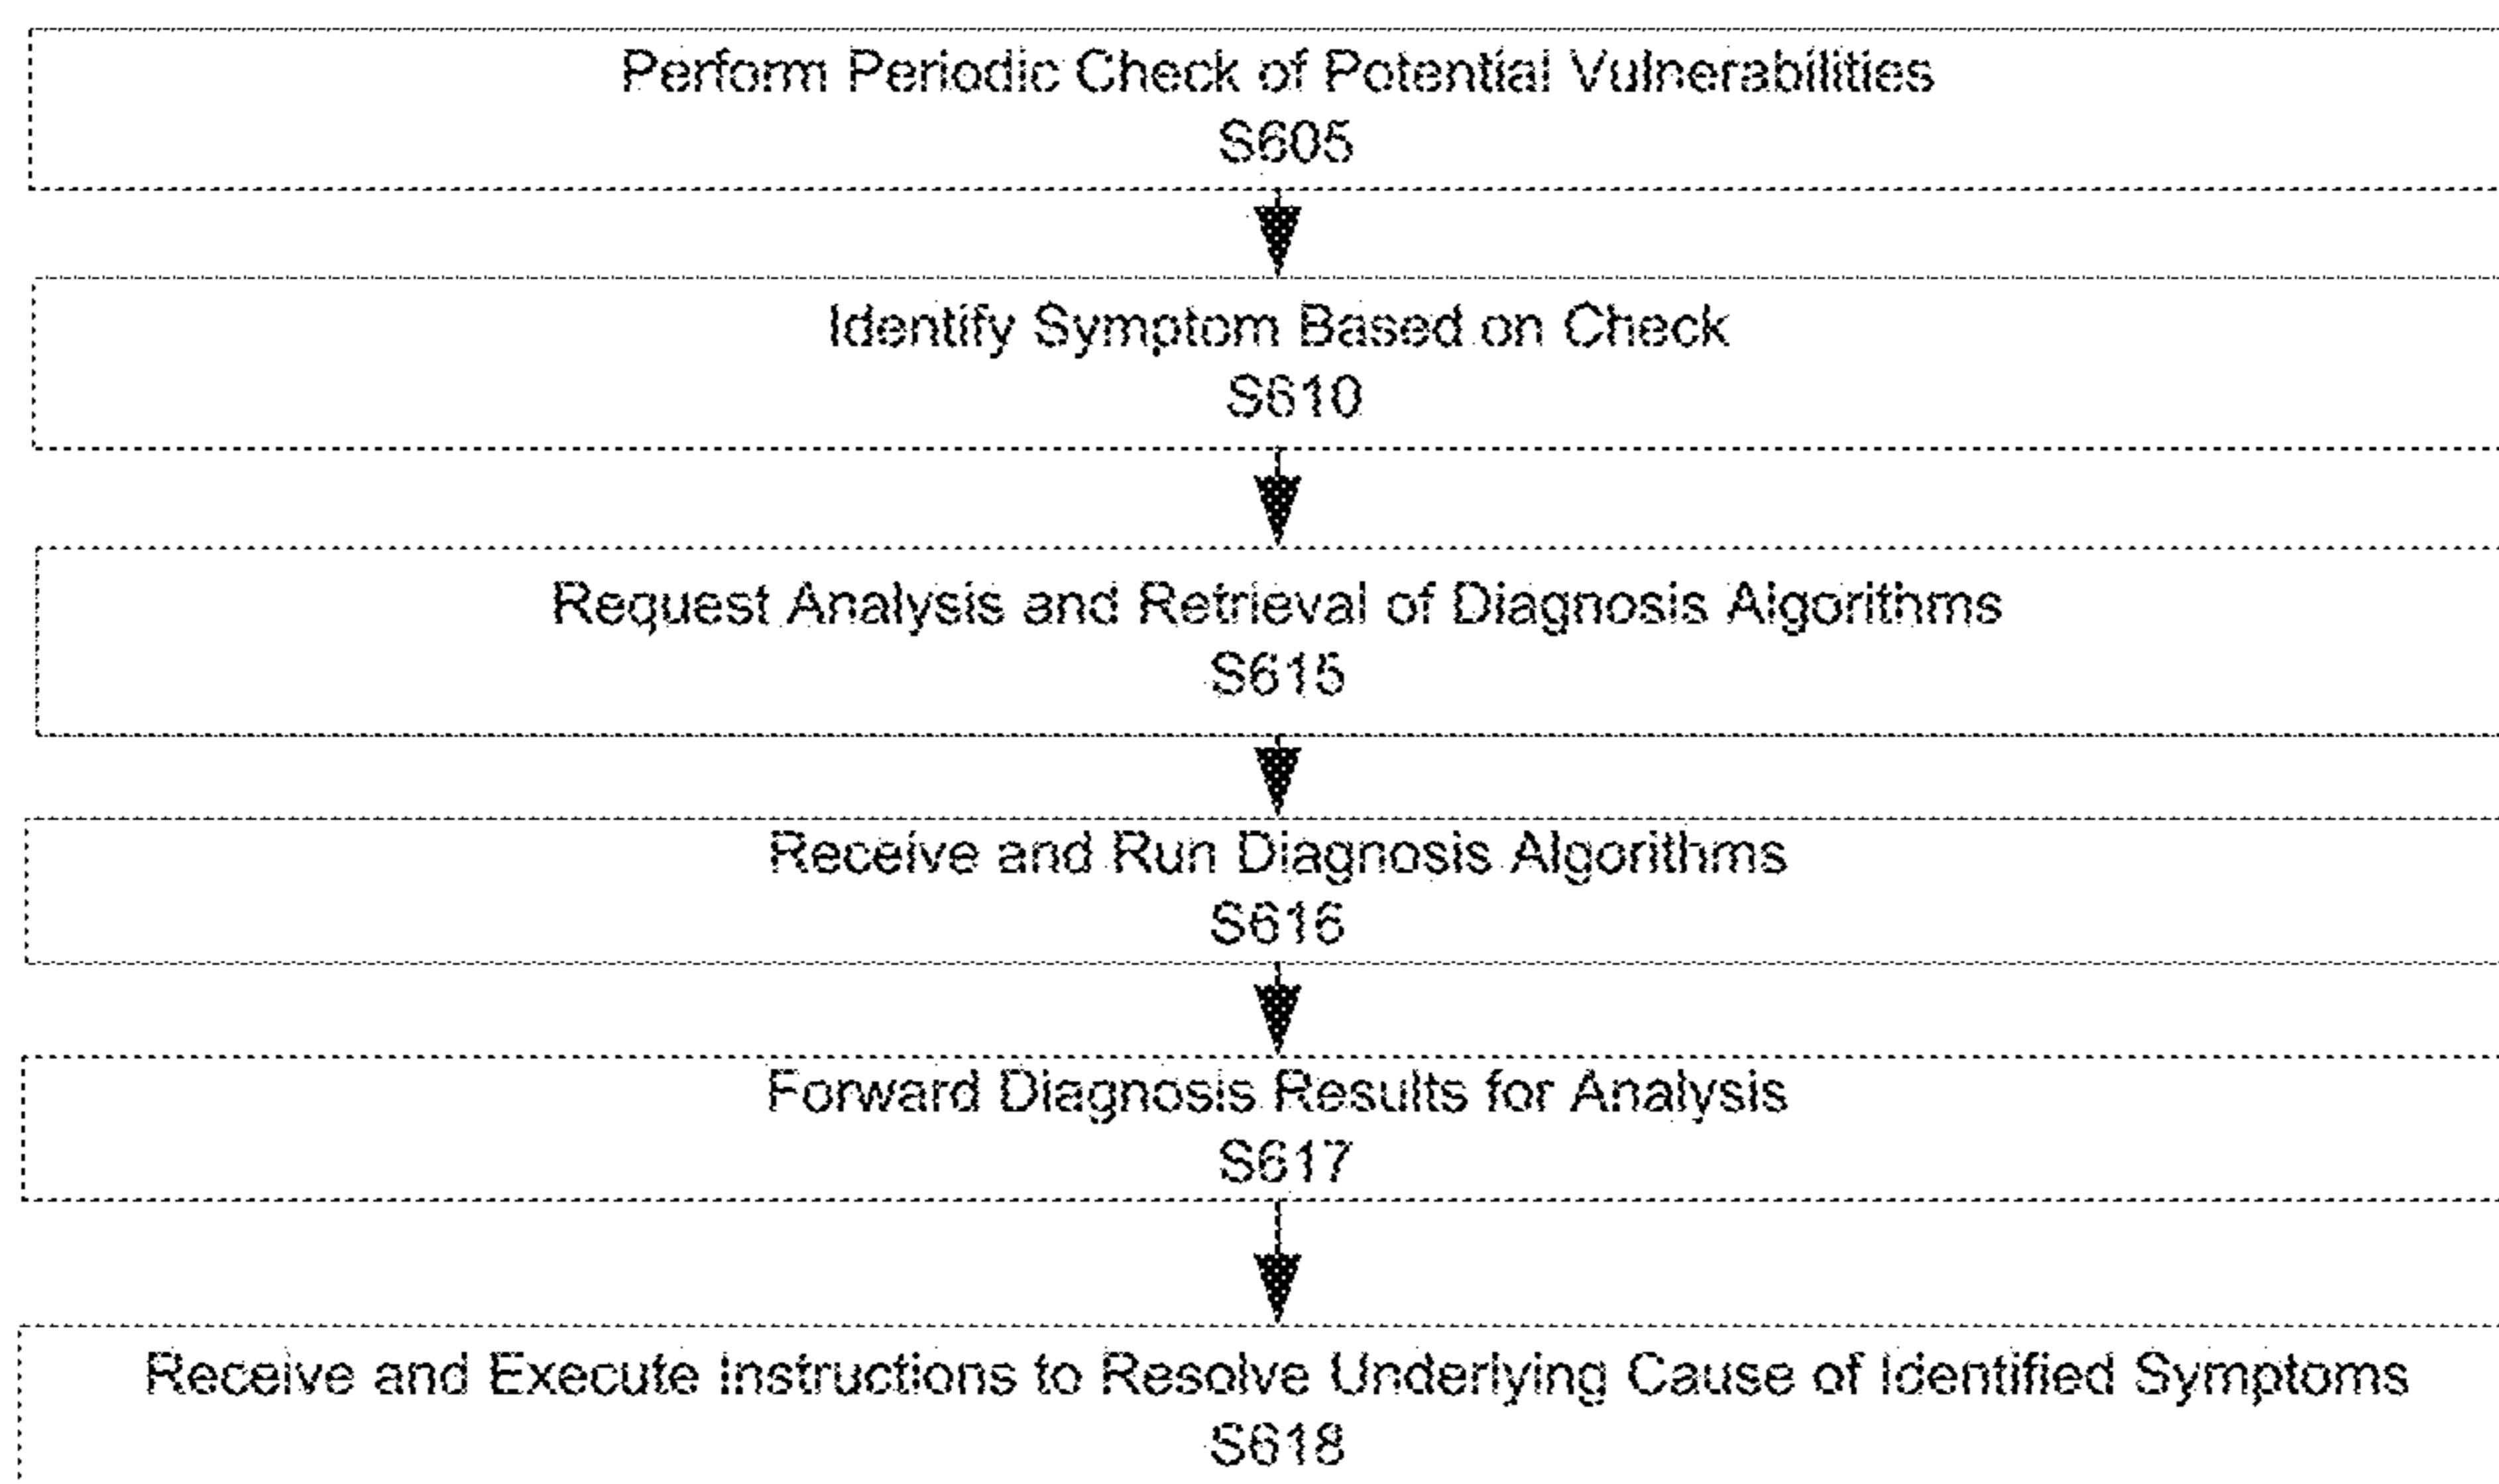 Perform Periodic Check of Potential Vulnerabilities
S605
Identify Symptom Based on Check
S610
Request Analysis and Retrieval of Diagnosis Algorithms
S615
Receive and Run Diagnosis Algorithms
S616
Forward Diagnosis Results for Analysis
S617
Receive and Execute Instructions to Resolve Underlying Cause of Identified Symptoms
S618